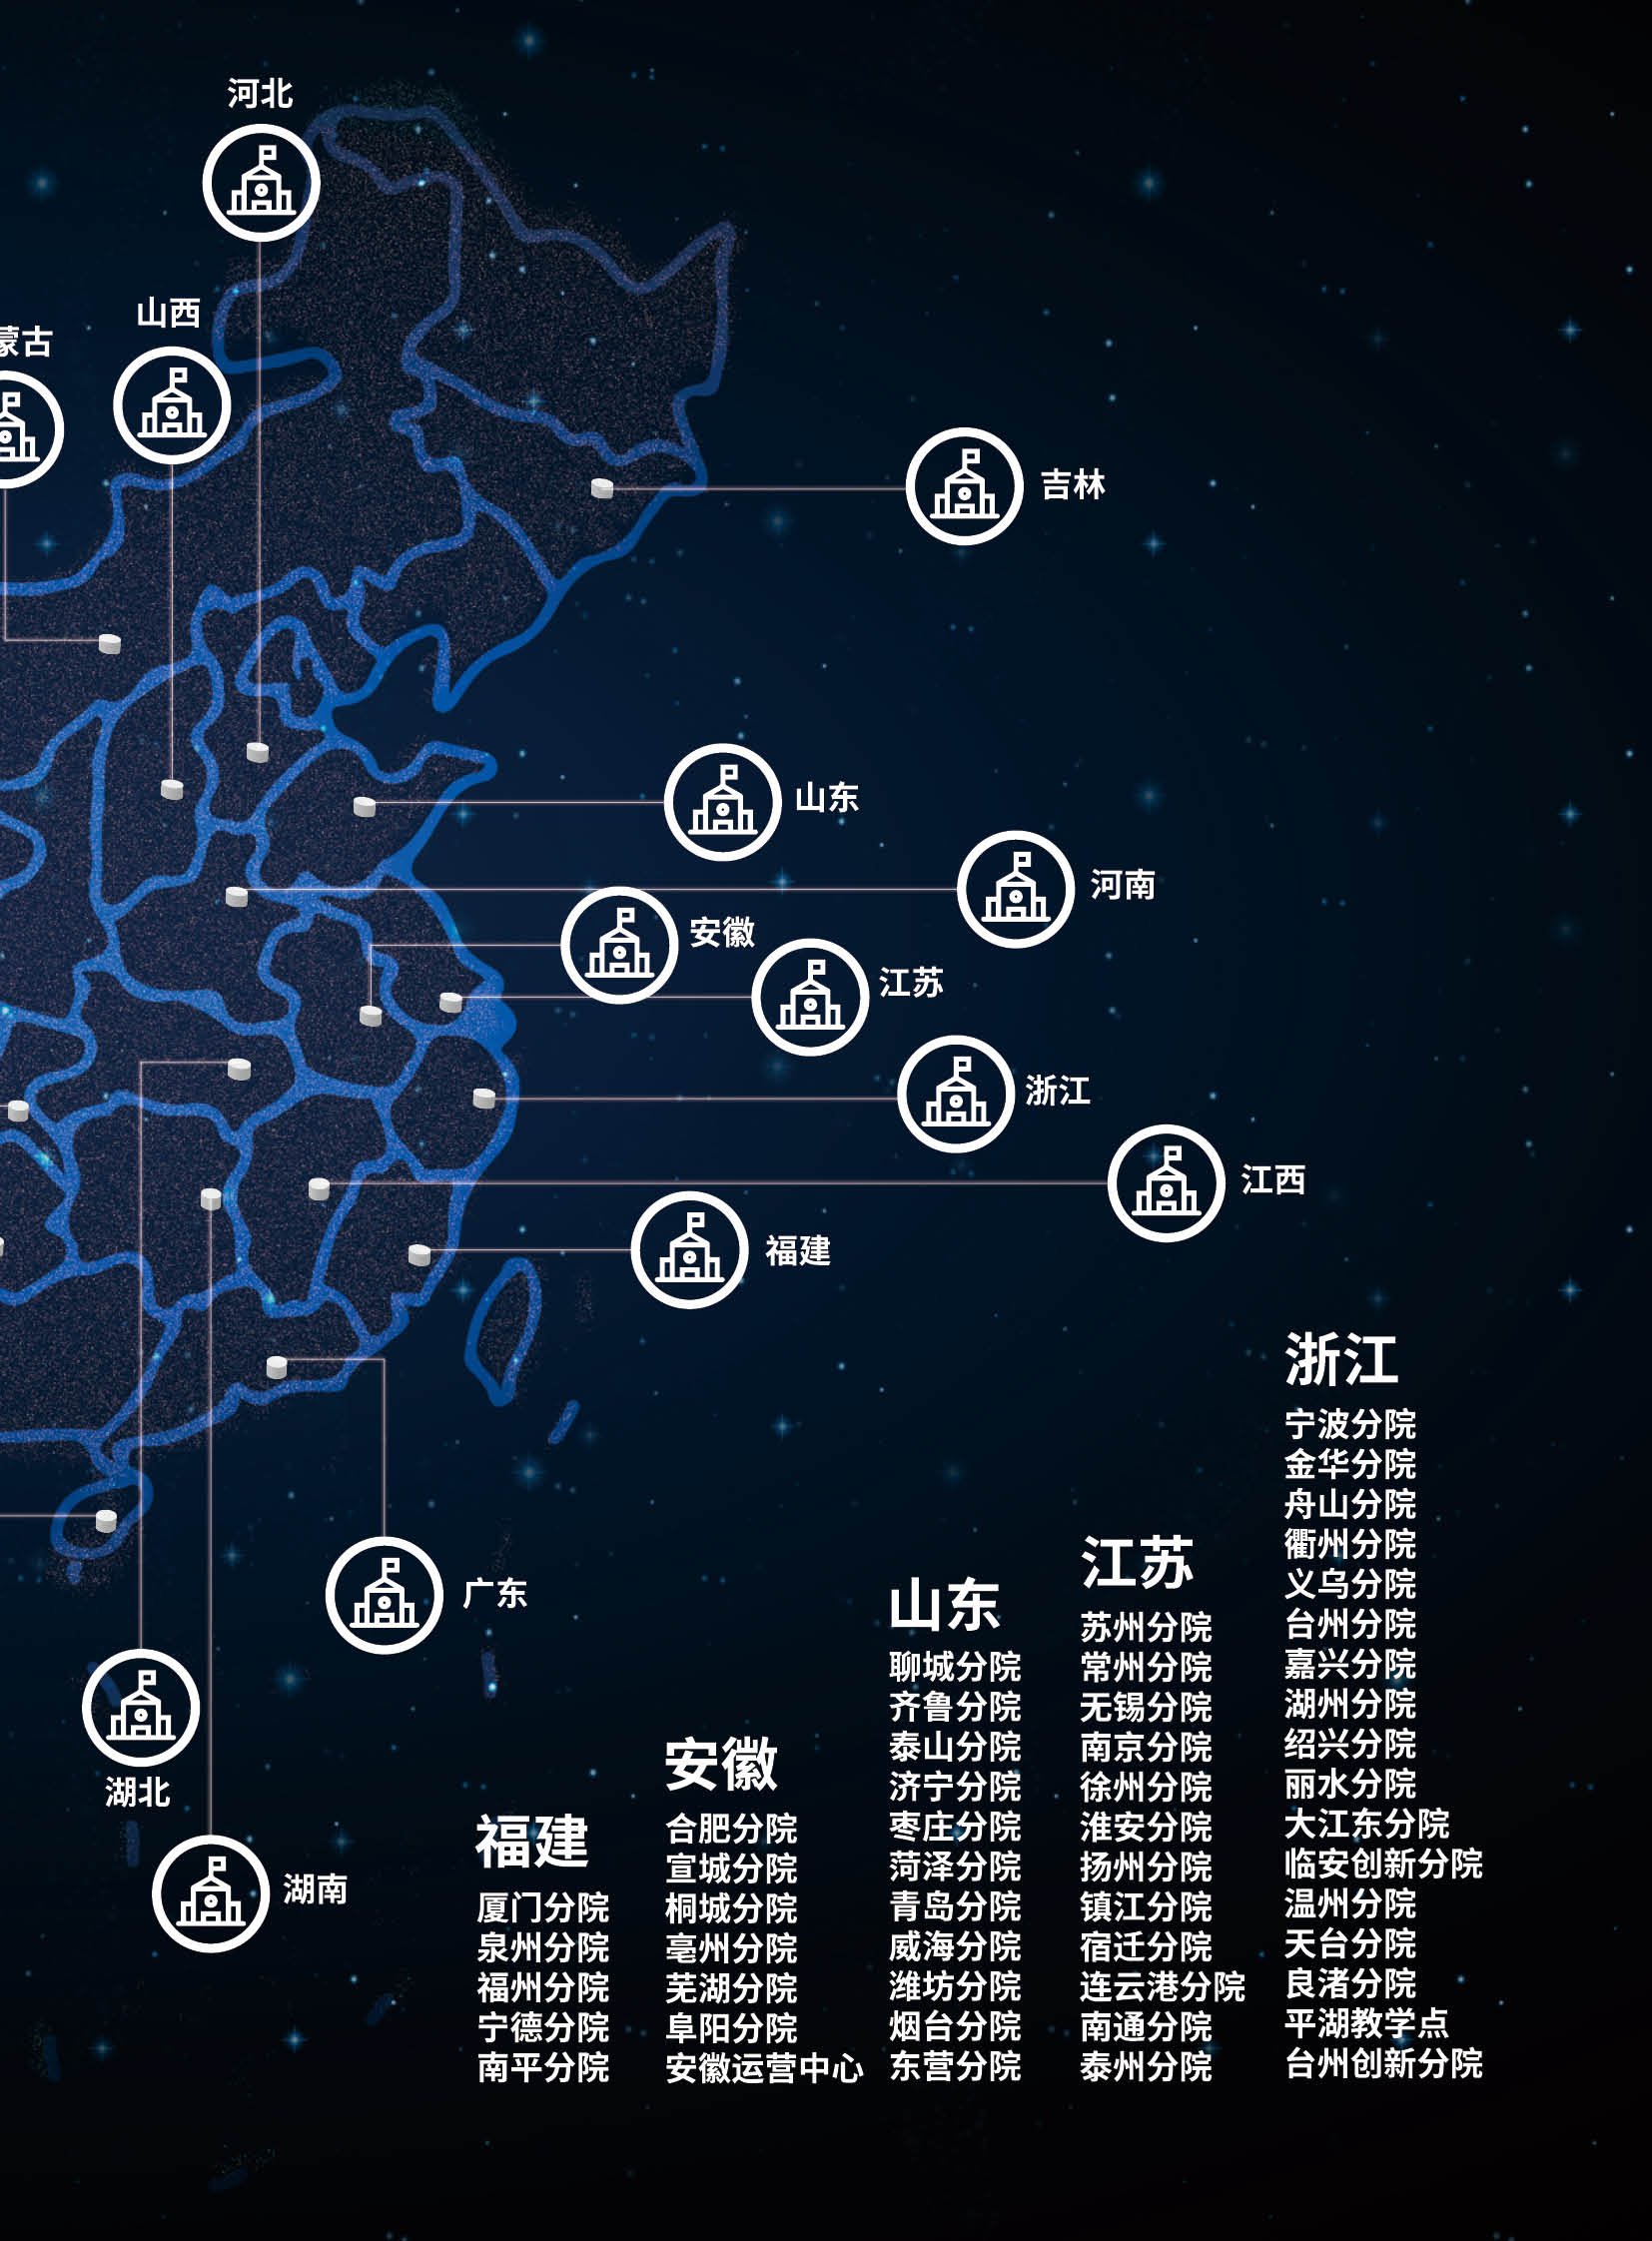 河北
山西
蒙古
吉林
山东
河南
安徽
江苏
浙江
江西
福建
广东
湖北
湖南
福建
厦门分院
泉州分院
福州分院
宁德分院
南平分院
安徽
合肥分院
宣城分院
桐城分院
亳州分院
芜湖分院
阜阳分院
安徽运营中心
山东
聊城分院
齐鲁分院
泰山分院
济宁分院
枣庄分院
菏泽分院
青岛分院
威海分院
潍坊分院
烟台分院
东营分院
江苏
苏州分院
常州分院
无锡分院
南京分院
徐州分院
淮安分院
扬州分院
镇江分院
宿迁分院
连云港分院
南通分院
泰州分院
浙江
宁波分院
金华分院
舟山分院
衢州分院
义乌分院
台州分院
嘉兴分院
湖州分院
绍兴分院
丽水分院
大江东分院
临安创新分院
温州分院
天台分院
良渚分院
平湖教学点
台州创新分院